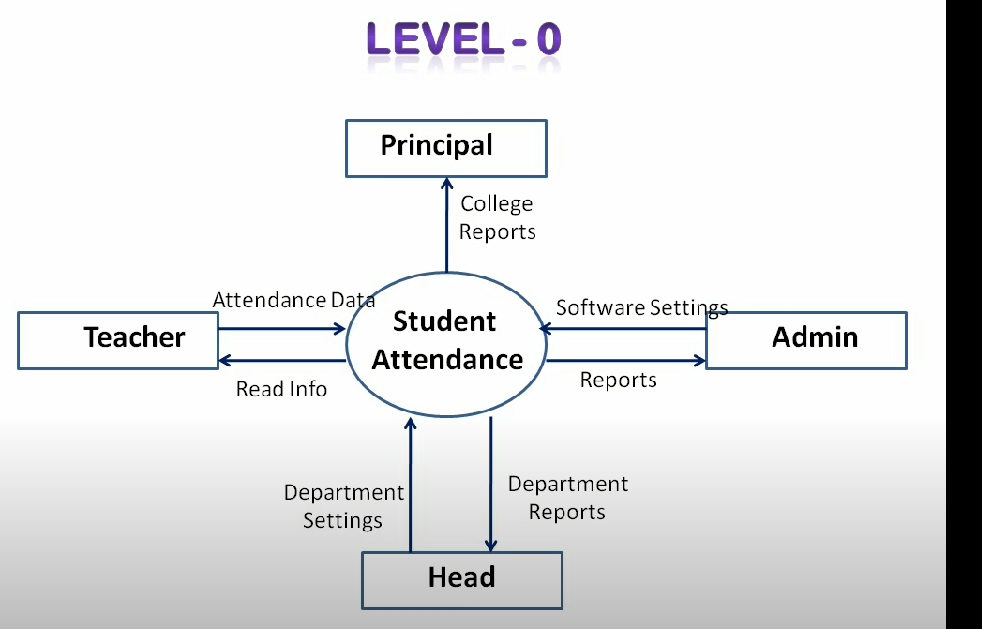 LEVEL-0
Principal
College
Reports
Attendance Data
Software Settings
Teacher
Student
Attendance
Admin
Read Info
Reports
Department
Settings
Department
Reports
Head